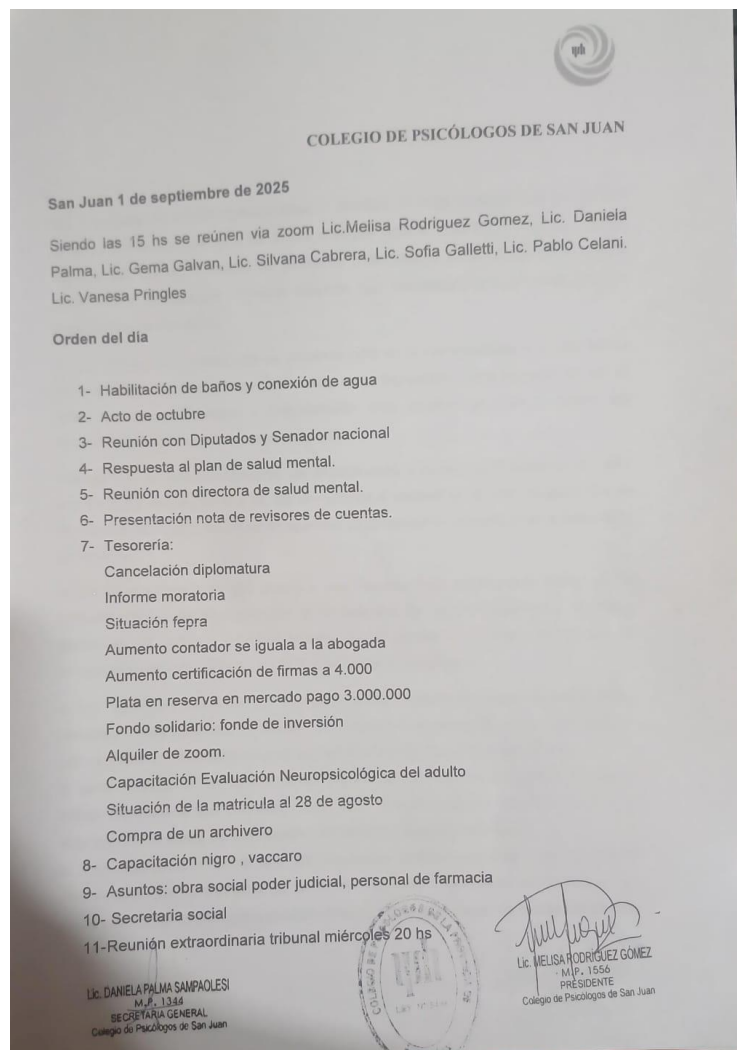 COLEGIO DE PSICÓLOGOS DE SAN JUAN
San Juan 1 de septiembre de 2025
Siendo las 15 hs se reúnen via zoom Lic.Melisa Rodriguez Gomez, Lic. Daniela
Palma, Lic. Gema Galvan, Lic. Silvana Cabrera, Lic. Sofia Galletti, Lic. Pablo Celani.
Lic. Vanesa Pringles
Orden del dia
1- Habilitación de baños y conexión de agua
2- Acto de octubre
3- Reunión con Diputados y Senador nacional
4- Respuesta al plan de salud mental.
5- Reunión con directora de salud mental.
6- Presentación nota de revisores de cuentas.
7- Tesorería:
Cancelación diplomatura
Informe moratoria
Situación fepra
Aumento contador se iguala a la abogada
Aumento certificación de firmas a 4.000
Plata en reserva en mercado pago 3.000.000
Fondo solidario: fonde de inversión
Alquiler de zoom.
Capacitación Evaluación Neuropsicológica del adulto
Situación de la matricula al 28 de agosto
Compra de un archivero
8- Capacitación nigro , vaccaro
9- Asuntos: obra social poder judicial, personal de farmacia
10- Secretaria social
11-Reunión extraordinaria tribunal miércoles 20 hs
Lic. DANIELA PALMA SAMPAOLESI
M.P. 1344
SECRETARIA GENERAL
Colegio de Psicólogos de San Juan
Lic. MELISA RODRÍGUEZ GÓMEZ
M.P. 1556
PRESIDENTE
Colegio de Psicólogos de San Juan
COLEGIO DE PSICOLOGOS DE LA PROVINCIA DE